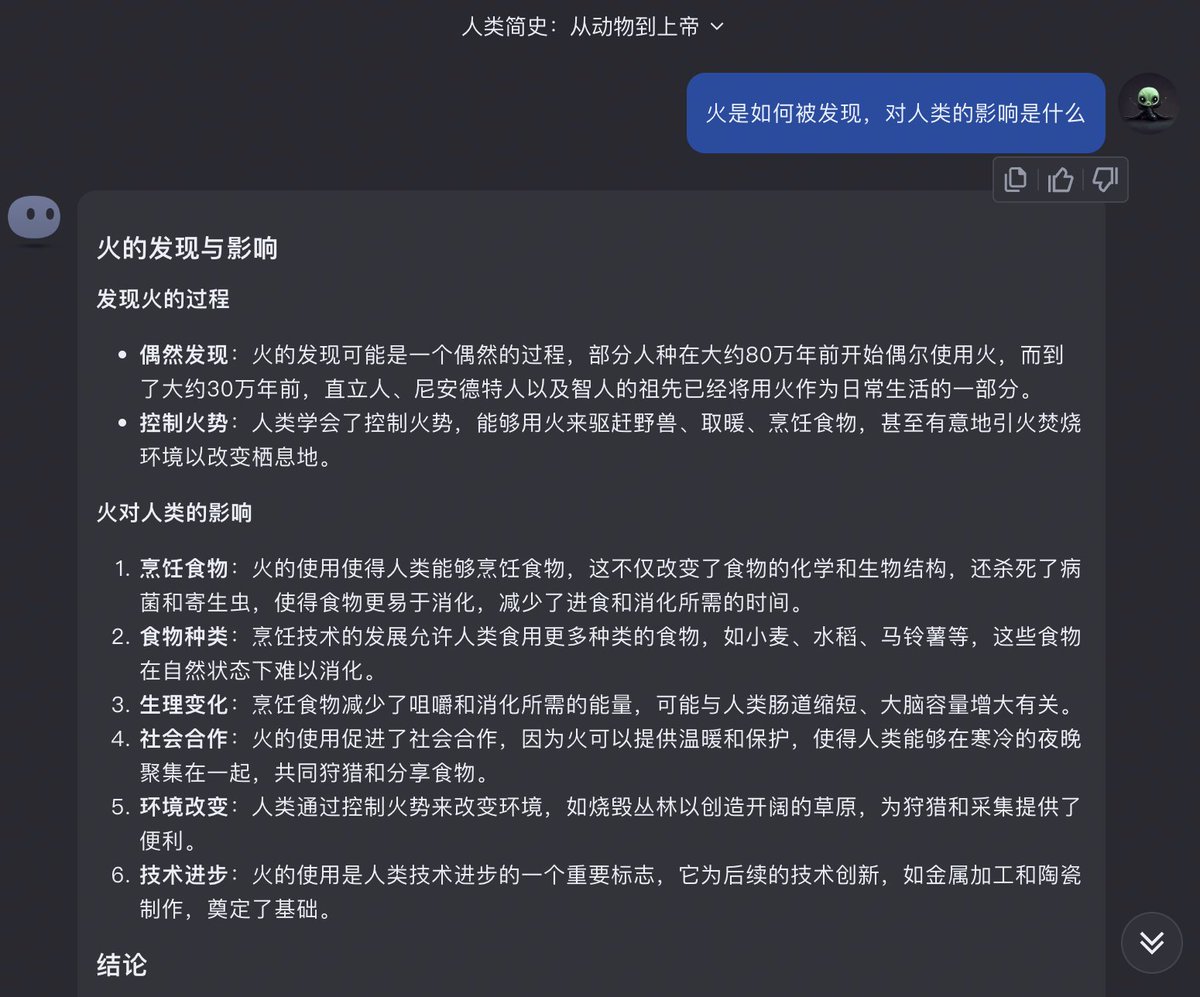 人类简史：从动物到上帝
火是如何被发现，对人类的影响是什么
火的发现与影响
发现火的过程
• 偶然发现：火的发现可能是一个偶然的过程，部分人种在大约80万年前开始偶尔使用火，而到
了大约30万年前，直立人、尼安德特人以及智人的祖先已经将用火作为日常生活的一部分。
• 控制火势：人类学会了控制火势，能够用火来驱赶野兽、取暖、烹饪食物，甚至有意地引火焚烧
环境以改变栖息地。
火对人类的影响
1. 烹饪食物：火的使用使得人类能够烹饪食物，这不仅改变了食物的化学和生物结构，还杀死了病
菌和寄生虫，使得食物更易于消化，减少了进食和消化所需的时间。
2. 食物种类：烹饪技术的发展允许人类食用更多种类的食物，如小麦、水稻、马铃薯等，这些食物
在自然状态下难以消化。
3. 生理变化：烹饪食物减少了咀嚼和消化所需的能量，可能与人类肠道缩短、大脑容量增大有关。
4. 社会合作：火的使用促进了社会合作，因为火可以提供温暖和保护，使得人类能够在寒冷的夜晚
聚集在一起，共同狩猎和分享食物。
5. 环境改变：人类通过控制火势来改变环境，如烧毁丛林以创造开阔的草原，为狩猎和采集提供了
便利。
6. 技术进步：火的使用是人类技术进步的一个重要标志，它为后续的技术创新，如金属加工和陶瓷
制作，奠定了基础。
结论